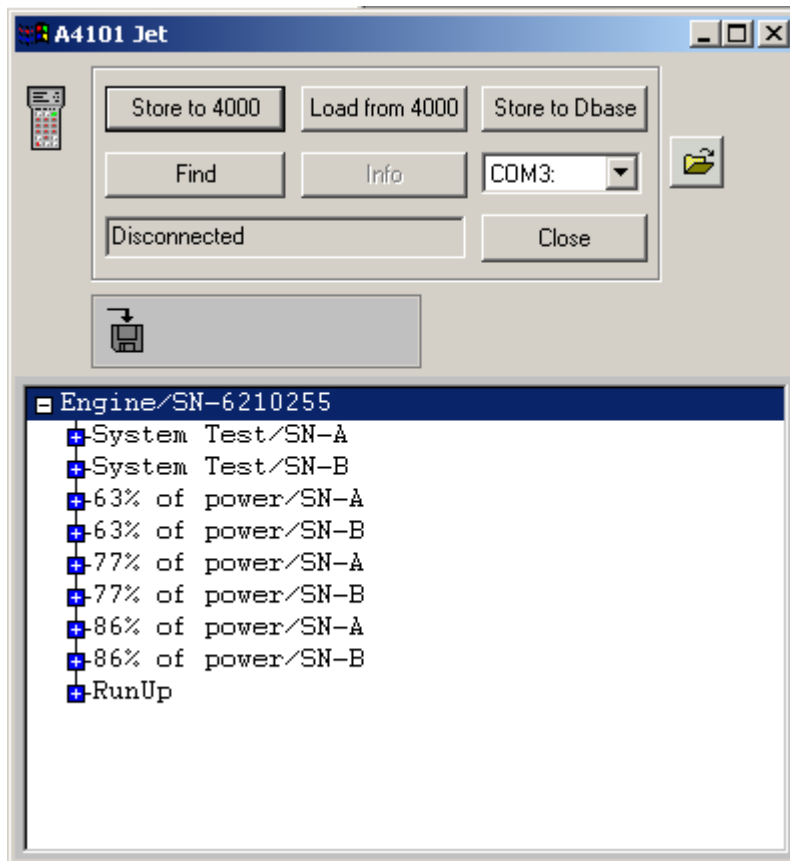 A4101 Jet
Store to 4000 Load from 4000 Store to Dbase
Find Info COM3:
Disconnected Close
Engine/SN-6210255
System Test/SN-A
System Test/SN-B
63% of power/SN-A
63% of power/SN-B
77% of power/SN-A
77% of power/SN-B
86% of power/SN-A
86% of power/SN-B
RunUp